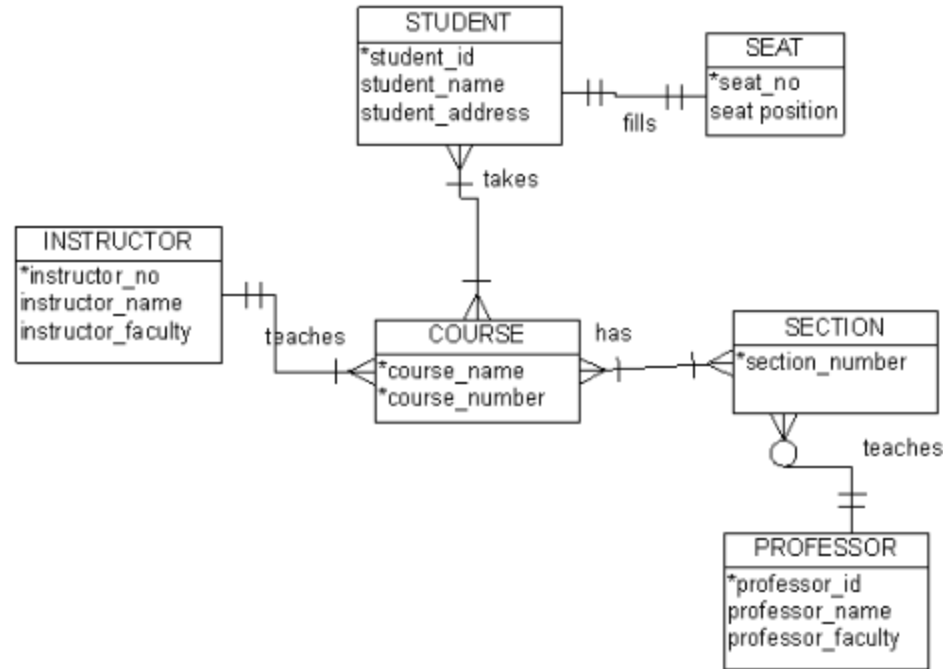 STUDENT
*student_id
student_name
student_address
SEAT
*seat_no
seat position
fills
takes
INSTRUCTOR
*instructor_no
instructor_name
instructor_faculty
teaches
COURSE
*course_name
*course_number
has
SECTION
*section_number
teaches
PROFESSOR
*professor_id
professor_name
professor_faculty